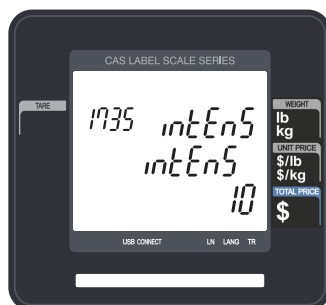 CAS LABEL SCALE SERIES
TARE
1735 intEnS
intEnS
10
WEIGHT
lb
kg
UNIT PRICE
$/lb
$/kg
TOTAL PRICE
$
USB CONNECT LN LANG TR